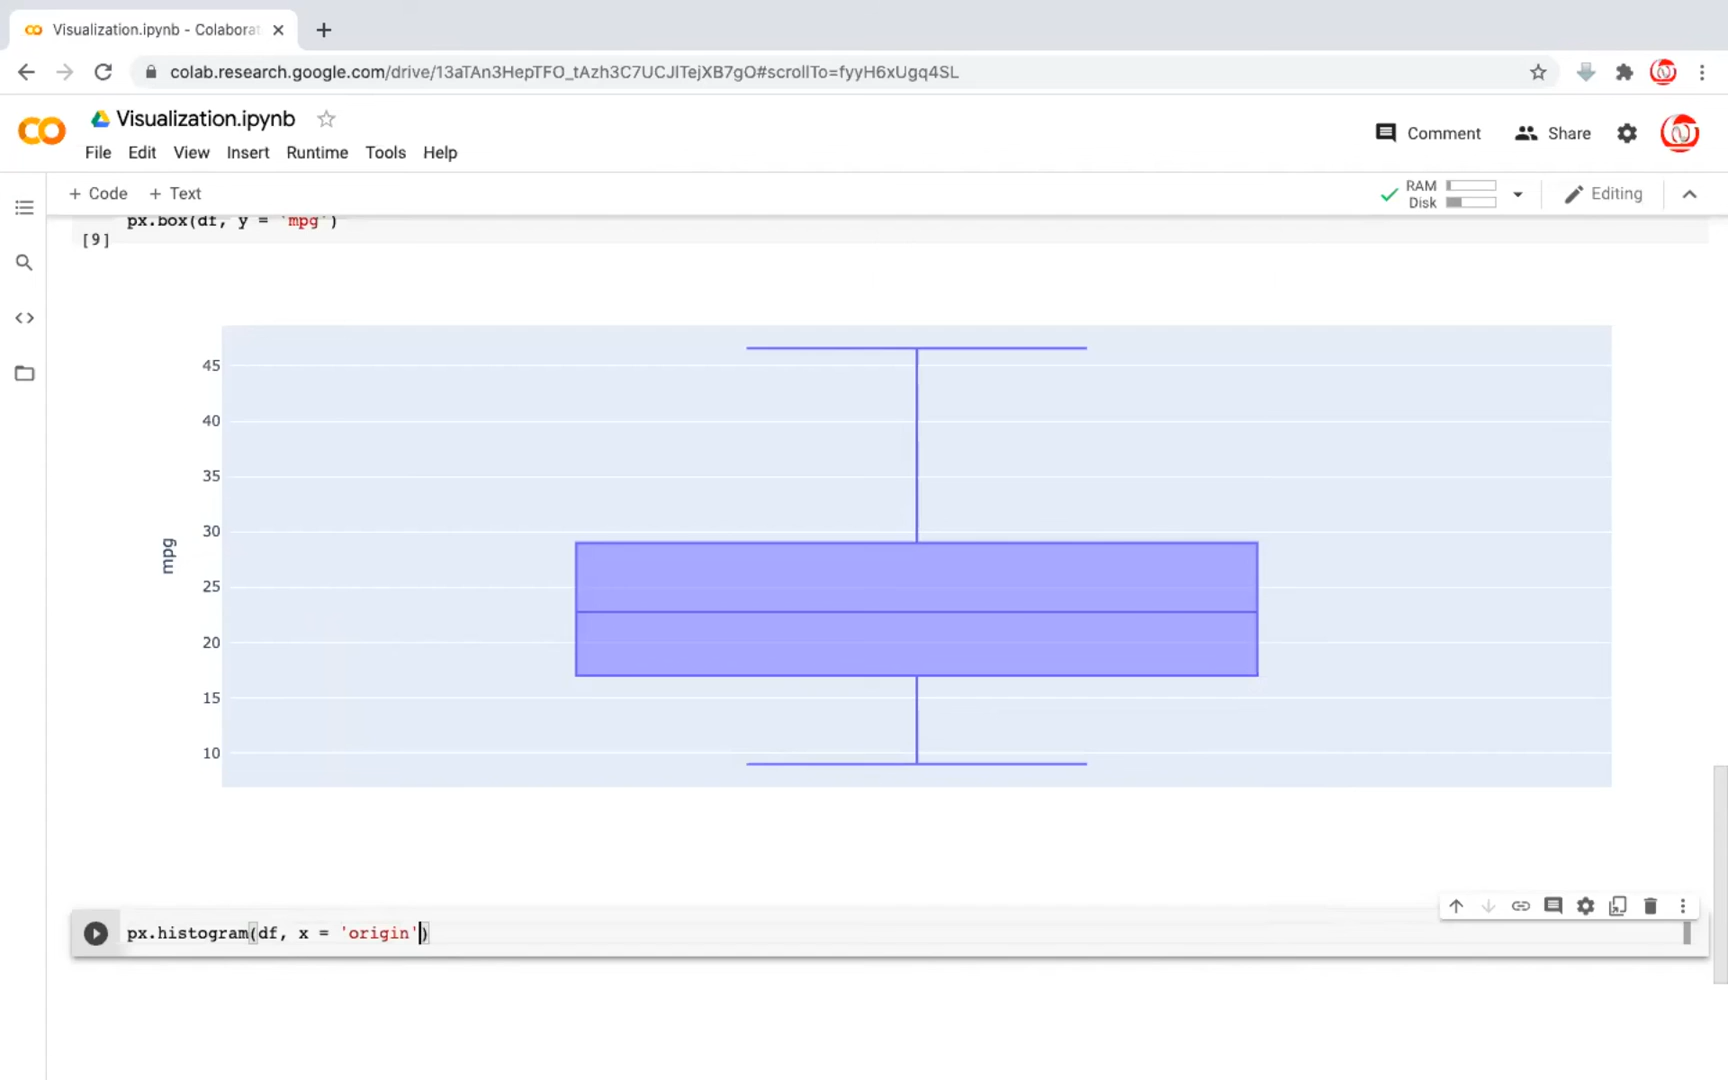 Visualization.ipynb - Colaborat
colab.research.google.com/drive/13aTAn3HepTFO_tAzh3C7UCJlTejXB7gO#scrollTo=fyyH6xUgq4SL
Visualization.ipynb
Comment
Share
File Edit View Insert Runtime Tools Help
+ Code + Text
RAM
Disk
Editing
px.box(df, y = 'mpg')
[9]
45
40
35
30
25
20
15
10
mpg
px.histogram(df, x = 'origin')